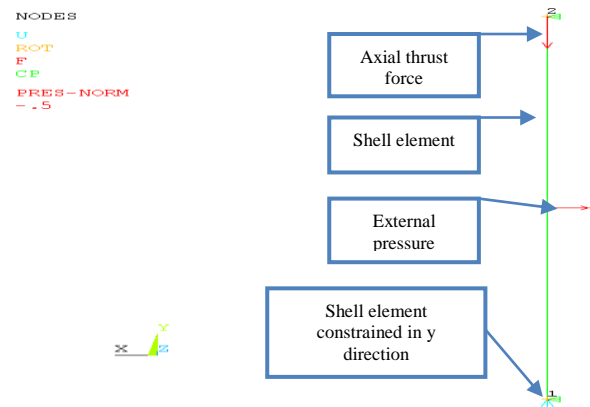 NODES
U
ROT
F
CP
PRES-NORM
-.5
2
Axial thrust
force
Shell element
External
pressure
Shell element
constrained in y
direction
Y
X
Z
1